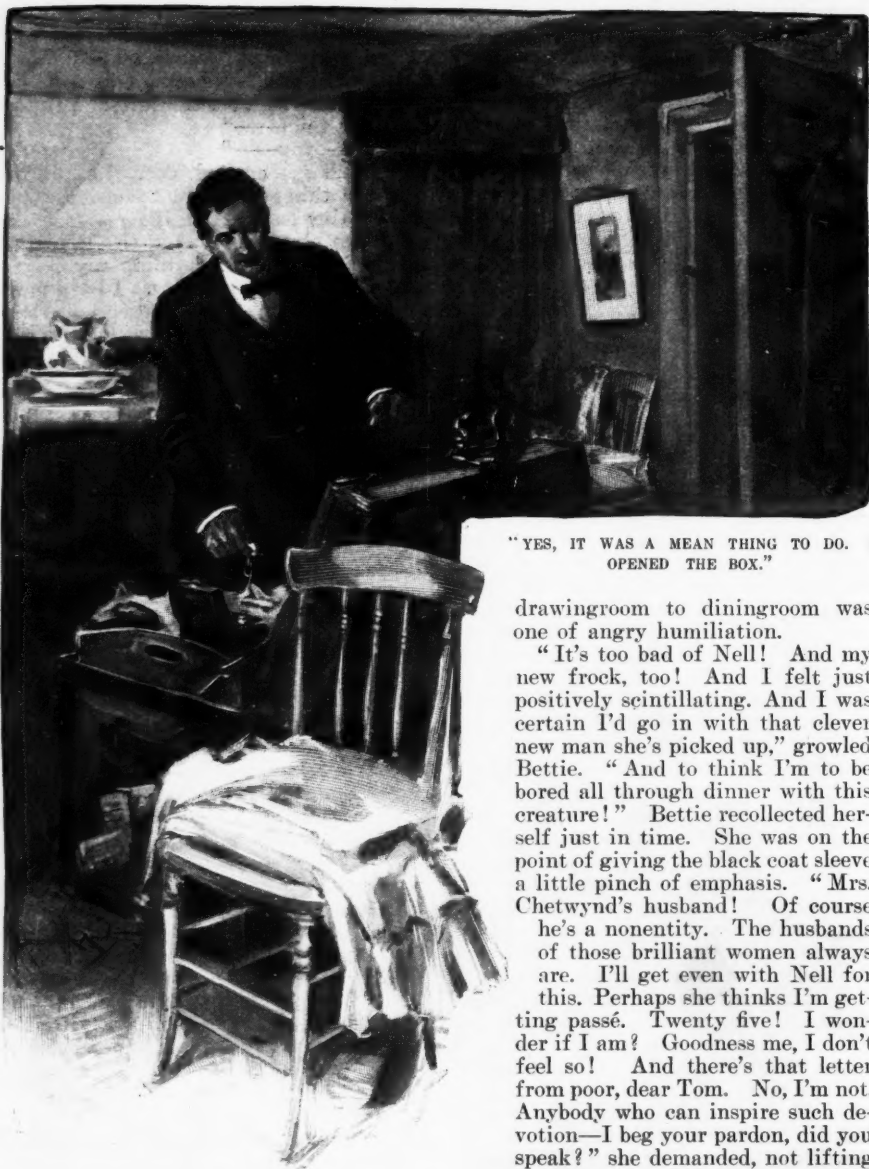 "YES, IT WAS A MEAN THING TO DO.
OPENED THE BOX."
drawingroom to diningroom was
one of angry humiliation.
"It's too bad of Nell! And my
new frock, too! And I felt just
positively scintillating. And I was
certain I'd go in with that clever
new man she's picked up," growled
Bettie. "And to think I'm to be
bored all through dinner with this
creature!" Bettie recollected her-
self just in time. She was on the
point of giving the black coat sleeve
a little pinch of emphasis. "Mrs.
Chetwynd's husband! Of course
he's a nonentity. The husbands
of those brilliant women always
are. I'll get even with Nell for
this. Perhaps she thinks I'm get-
ting passé. Twenty five! I won-
der if I am? Goodness me, I don't
feel so! And there's that letter
from poor, dear Tom. No, I'm not.
Anybody who can inspire such de-
votion—I beg your pardon, did you
speak?" she demanded, not lifting